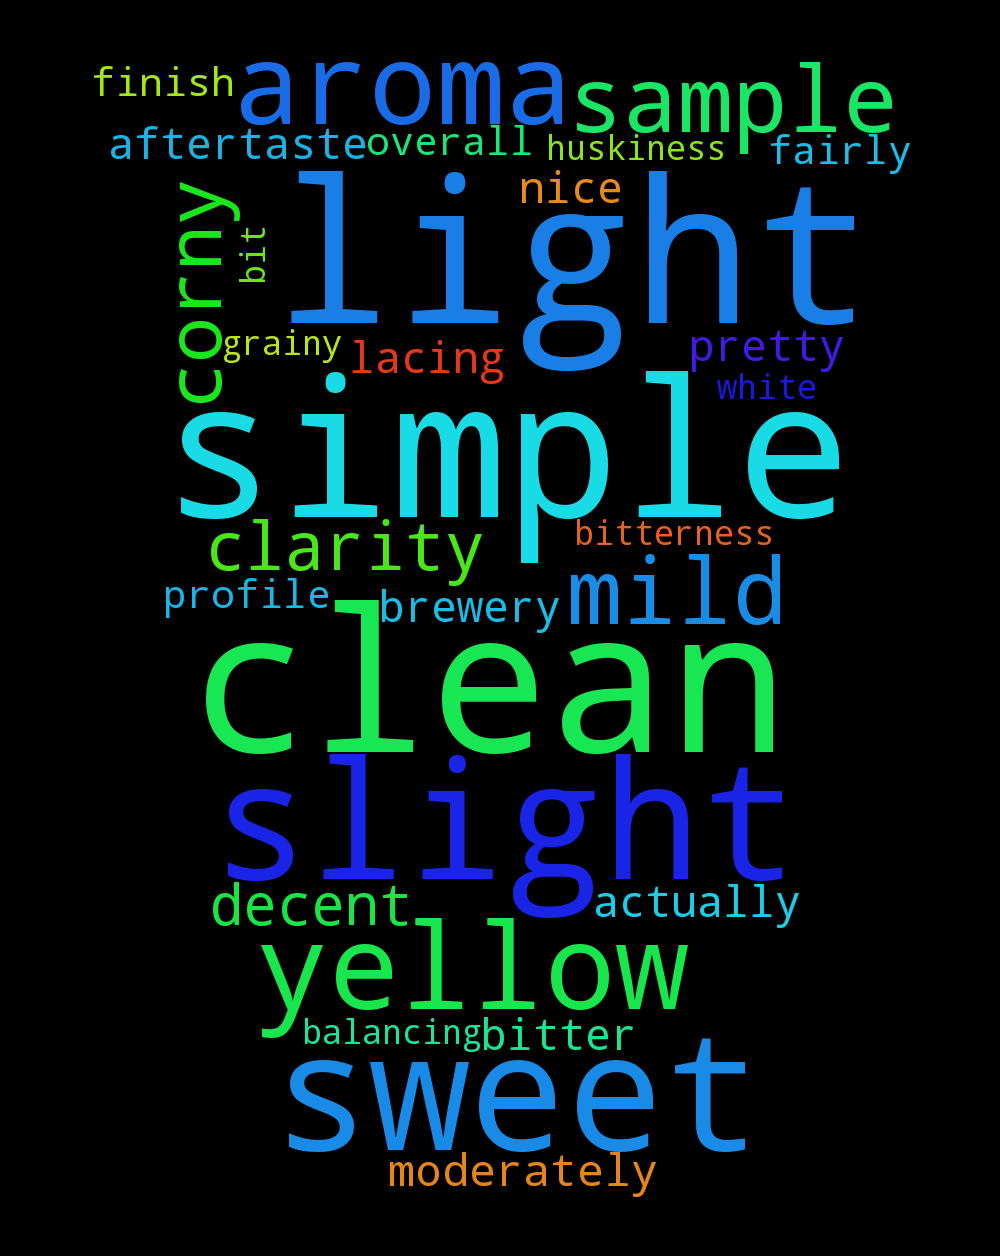 finish aroma sample
aftertaste overall huskiness fairly
corny bit light nice
grainy lacing pretty
white
simple
clarity bitterness
profile brewery mild
clean
slight
decent actually
yellow
balancing bitter
sweet
moderately